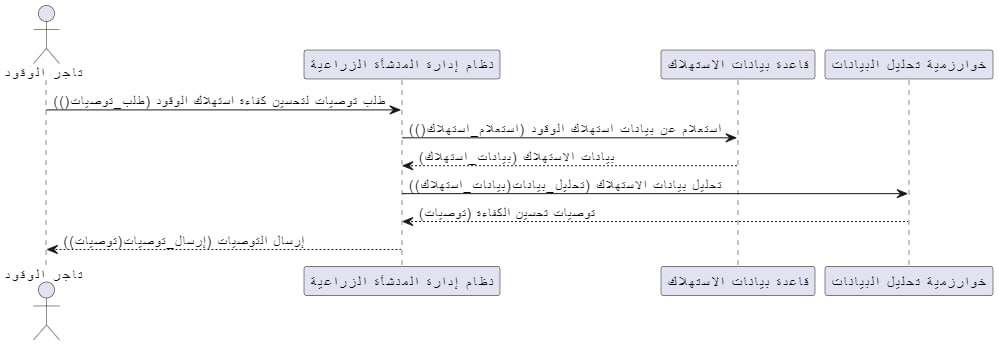 تاجر الوقود
نظام إدارة المنشأة الزراعية
قاعدة بيانات الاستهلاك
خوارزمية تحليل البيانات
طلب توصيات لتحسين كفاءة استهلاك الوقود (طلب_توصيات())
استعلام عن بيانات استهلاك الوقود (استعلام_استهلاك())
بيانات الاستهلاك (بيانات_استهلاك)
تحليل بيانات الاستهلاك (تحليل_بيانات(بيانات_استهلاك))
توصيات تحسين الكفاءة (توصيات)
إرسال التوصيات (إرسال_توصيات(توصيات))
تاجر الوقود
نظام إدارة المنشأة الزراعية
قاعدة بيانات الاستهلاك
خوارزمية تحليل البيانات